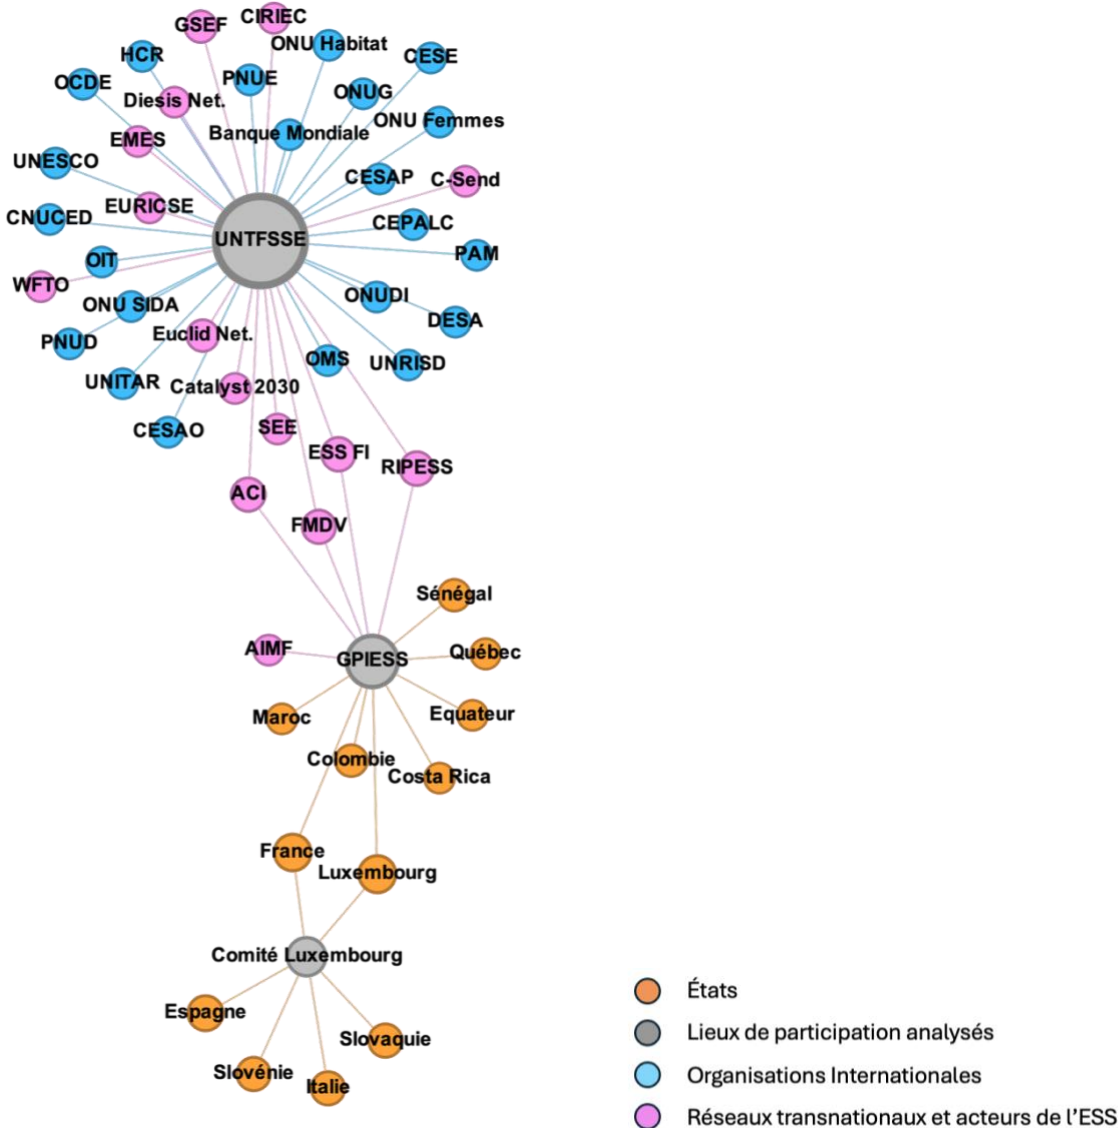 CIRIEC
GSEF
ONU Habitat
HCR
CESE
OCDE
PNUE
ONUG
Diesis Net.
ONU Femmes
Banque Mondiale
EMES
UNESCO
CESAP
C-Send
EURICSE
CNUCED
CEPALC
UNTFSSE
PAM
OIT
WFTO
ONUDI
ONU SIDA
DESA
Euclid Net.
PNUD
OMS
UNRISD
UNITAR
Catalyst 2030
CESAO
SEE
ESS FI
RIPESS
ACI
FMDV
Sénégal
AIMF
Québec
GPIESS
Maroc
Equateur
Colombie
Costa Rica
France
Luxembourg
Comité Luxembourg
Espagne
Slovaquie
Slovénie
Italie
États
Lieux de participation analysés
Organisations Internationales
Réseaux transnationaux et acteurs de l’ESS